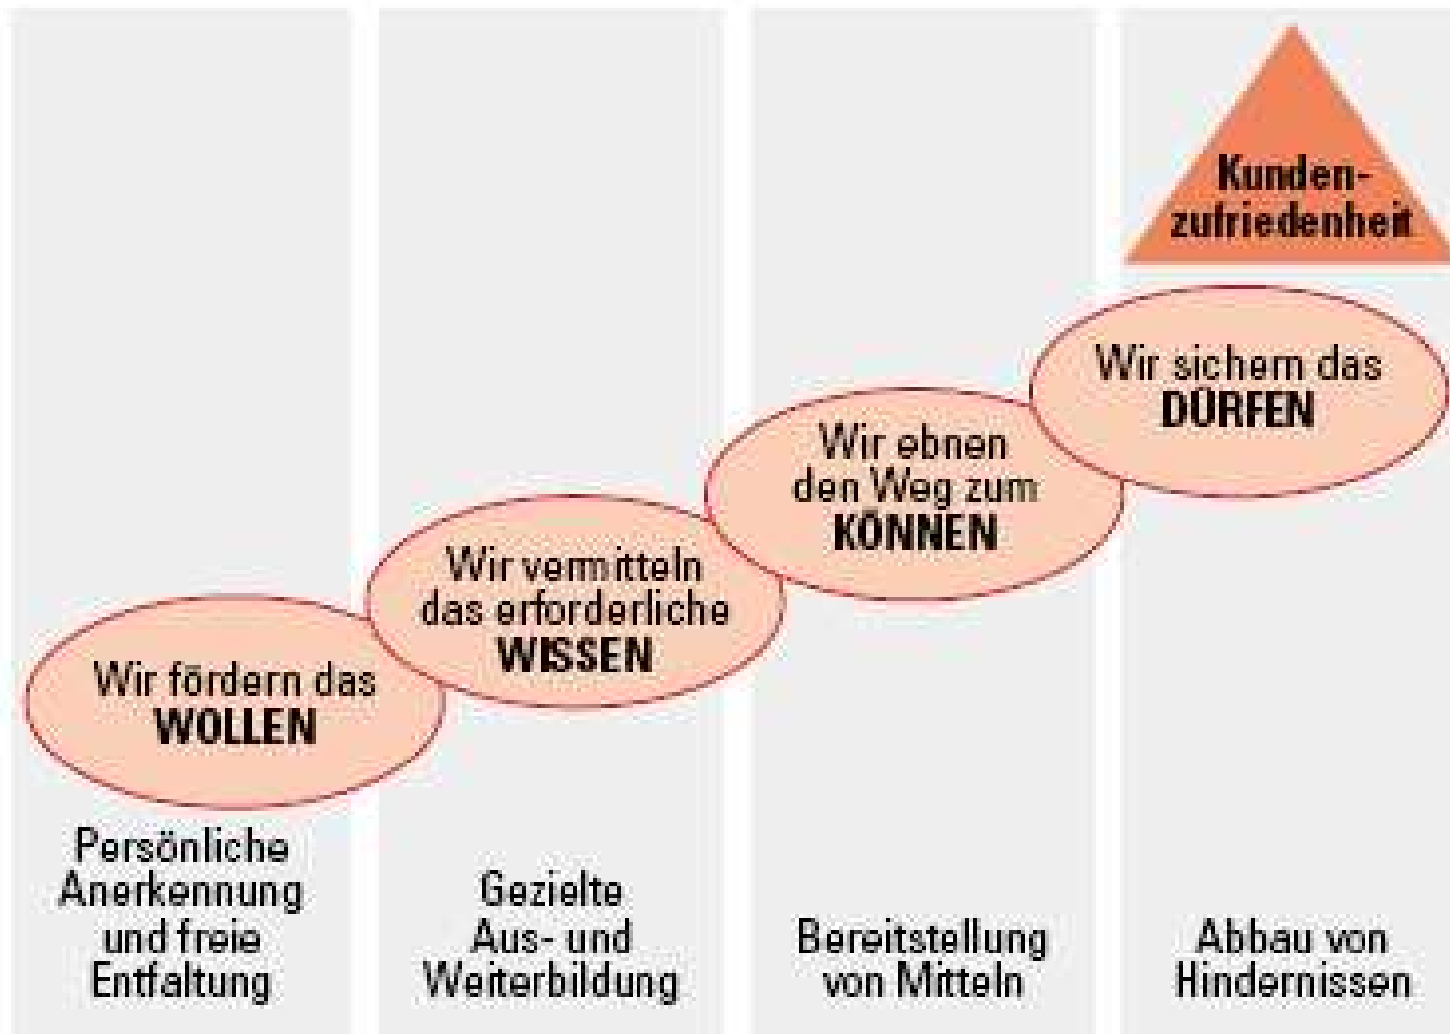 Kunden-
zufriedenheit
Wir sichern das
DÜRFEN
Wir ebnen
den Weg zum
KÖNNEN
Wir vermitteln
das erforderliche
WISSEN
Wir fördern das
WOLLEN
Persönliche
Anerkennung
und freie
Entfaltung
Gezielte
Aus- und
Weiterbildung
Bereitstellung
von Mitteln
Abbau von
Hindernissen